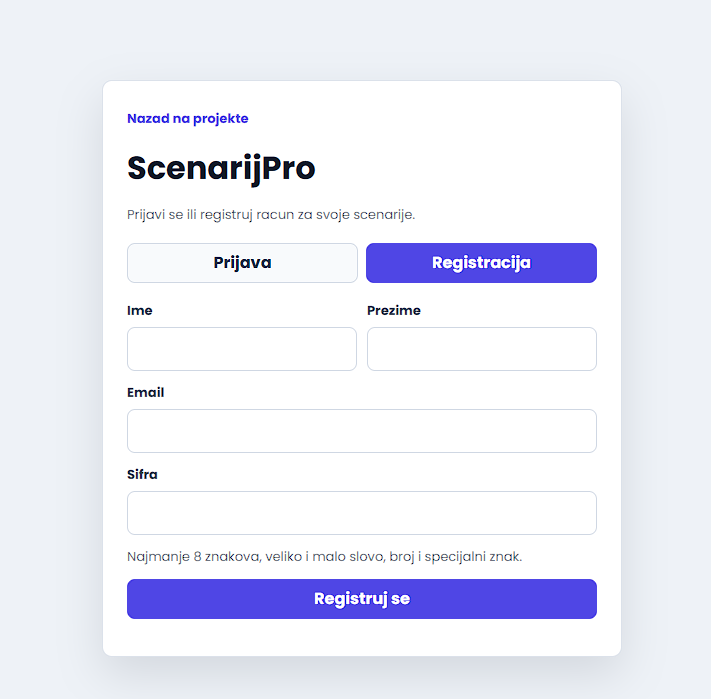 Nazad na projekte
ScenarijPro
Prijavi se ili registruj racun za svoje scenarije.
Prijava Registracija
Ime Prezime
Email
Sifra
Najmanje 8 znakova, veliko i malo slovo, broj i specijalni znak.
Registruj se